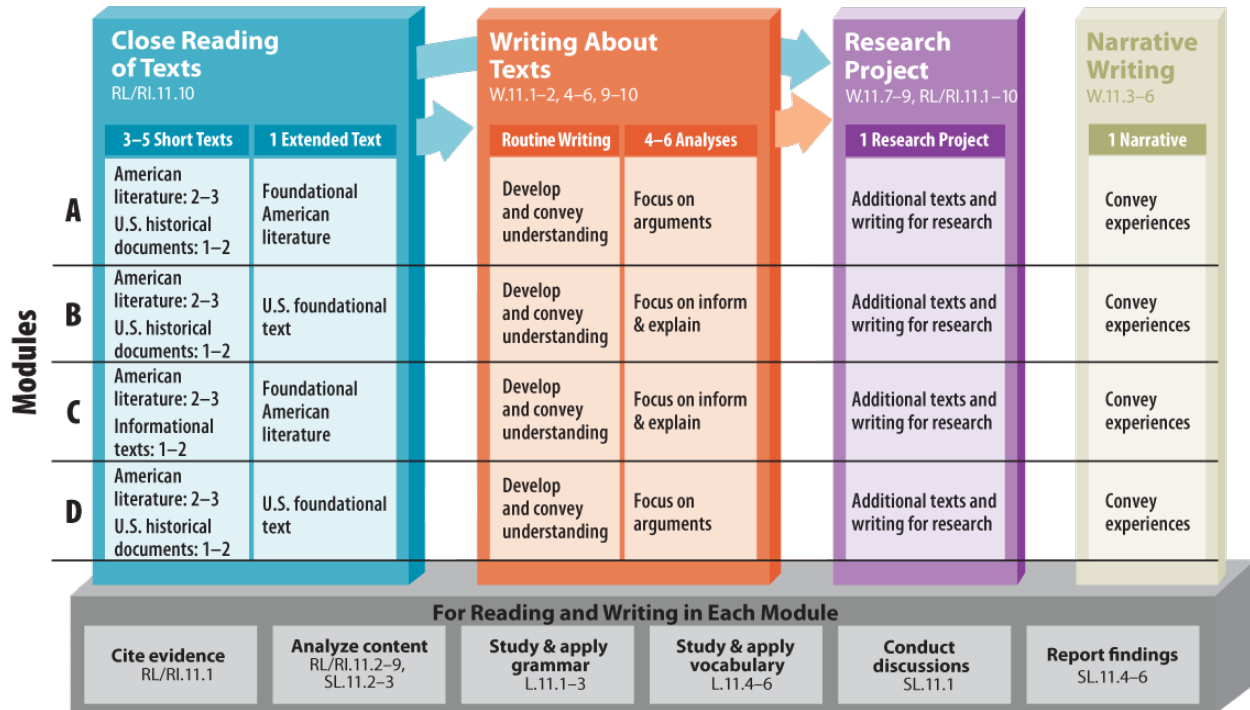 Close Reading
of Texts
RL/RI.11.10
Writing About
Texts
W.11.1–2, 4–6, 9–10
Research
Project
W.11.7–9, RL/RI.11.1–10
Narrative
Writing
W.11.3–6
3–5 Short Texts
1 Extended Text
Routine Writing
4–6 Analyses
1 Research Project
1 Narrative
Modules
A
American
literature: 2–3
U.S. historical
documents: 1–2
Foundational
American
literature
Develop
and convey
understanding
Focus on
arguments
Additional texts and
writing for research
Convey
experiences
B
American
literature: 2–3
U.S. historical
documents: 1–2
U.S. foundational
text
Develop
and convey
understanding
Focus on inform
& explain
Additional texts and
writing for research
Convey
experiences
C
American
literature: 2–3
Informational
texts: 1–2
Foundational
American
literature
Develop
and convey
understanding
Focus on inform
& explain
Additional texts and
writing for research
Convey
experiences
D
American
literature: 2–3
U.S. historical
documents: 1–2
U.S. foundational
text
Develop
and convey
understanding
Focus on
arguments
Additional texts and
writing for research
Convey
experiences
For Reading and Writing in Each Module
Cite evidence
RL/RI.11.1
Analyze content
RL/RI.11.2–9,
SL.11.2–3
Study & apply
grammar
L.11.1–3
Study & apply
vocabulary
L.11.4–6
Conduct
discussions
SL.11.1
Report findings
SL.11.4–6